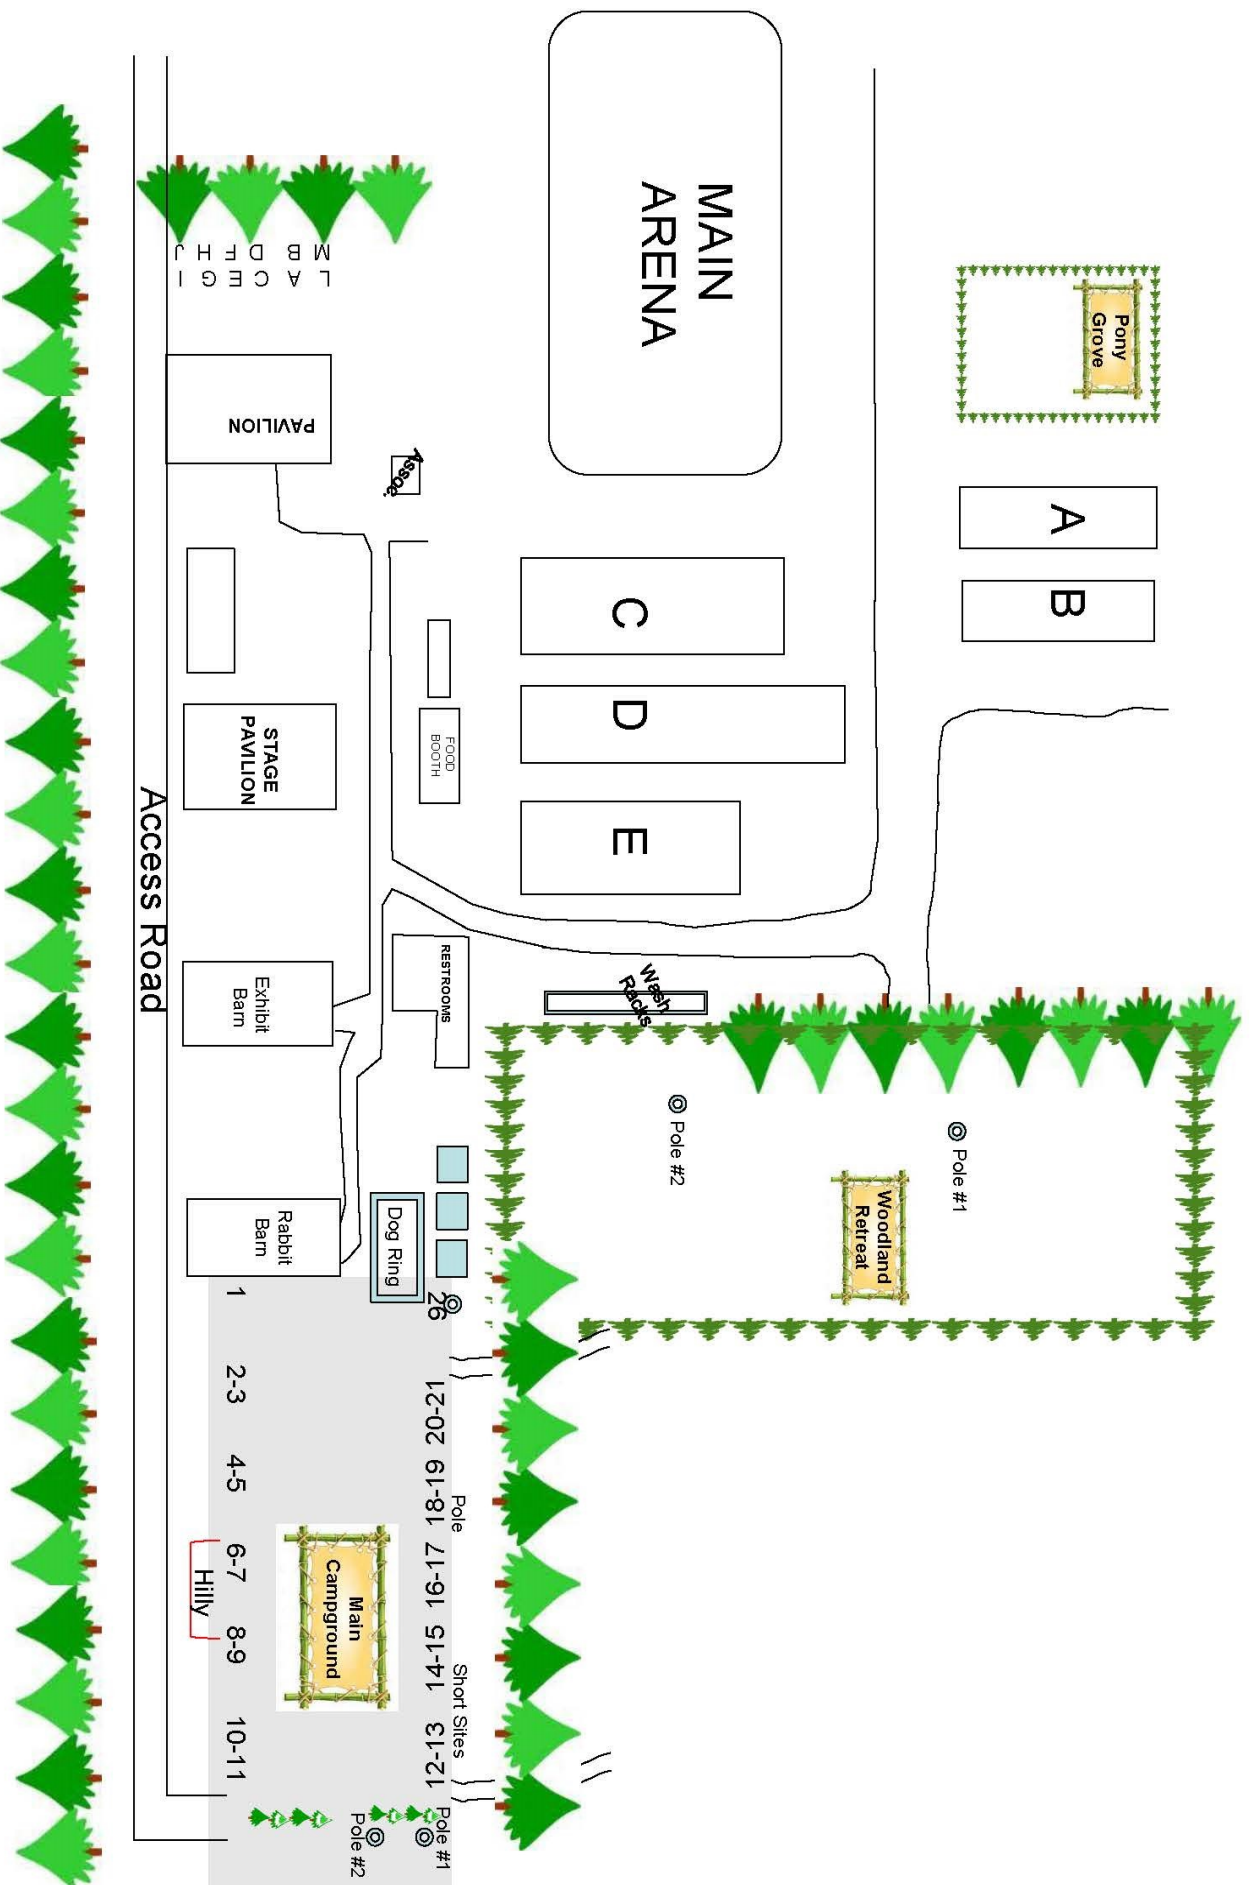 MAIN
ARENA
Pony
Grove
M B D F H J
L A C E G I
PAVILION
Assoc.
A
B
C
D
E
FOOD
BOOTH
STAGE
PAVILION
Access Road
Exhibit
Barn
RESTROOMS
Wash
Racks
Pole #2
Pole #1
Woodland
Retreat
Rabbit
Barn
Dog Ring
26
1
2-3
4-5
6-7
8-9
10-11
Hilly
20-21
18-19
16-17
14-15
12-13
Pole
Short Sites
Main
Campground
Pole #1
Pole #2